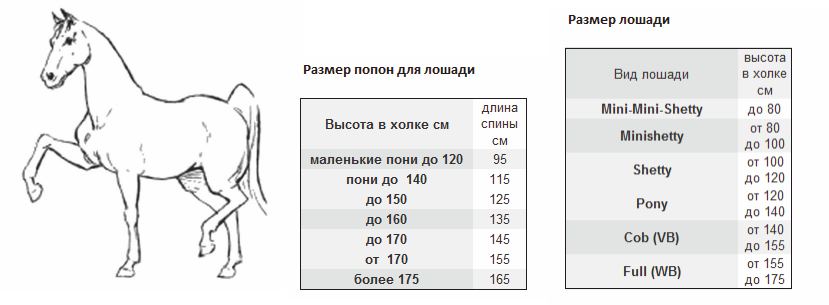 Размер попон для лошади
Высота в холке см
длина
спины
см
маленькие пони до 120 95
пони до 140 115
до 150 125
до 160 135
до 170 145
от 170 155
более 175 165
Размер лошади
Вид лошади
высота
в холке
см
Mini-Mini-Shetty до 80
Minishetty
от 80
до 100
Shetty
от 100
до 120
Pony
от 120
до 140
Cob (VB)
от 140
до 155
Full (WB)
от 155
до 175